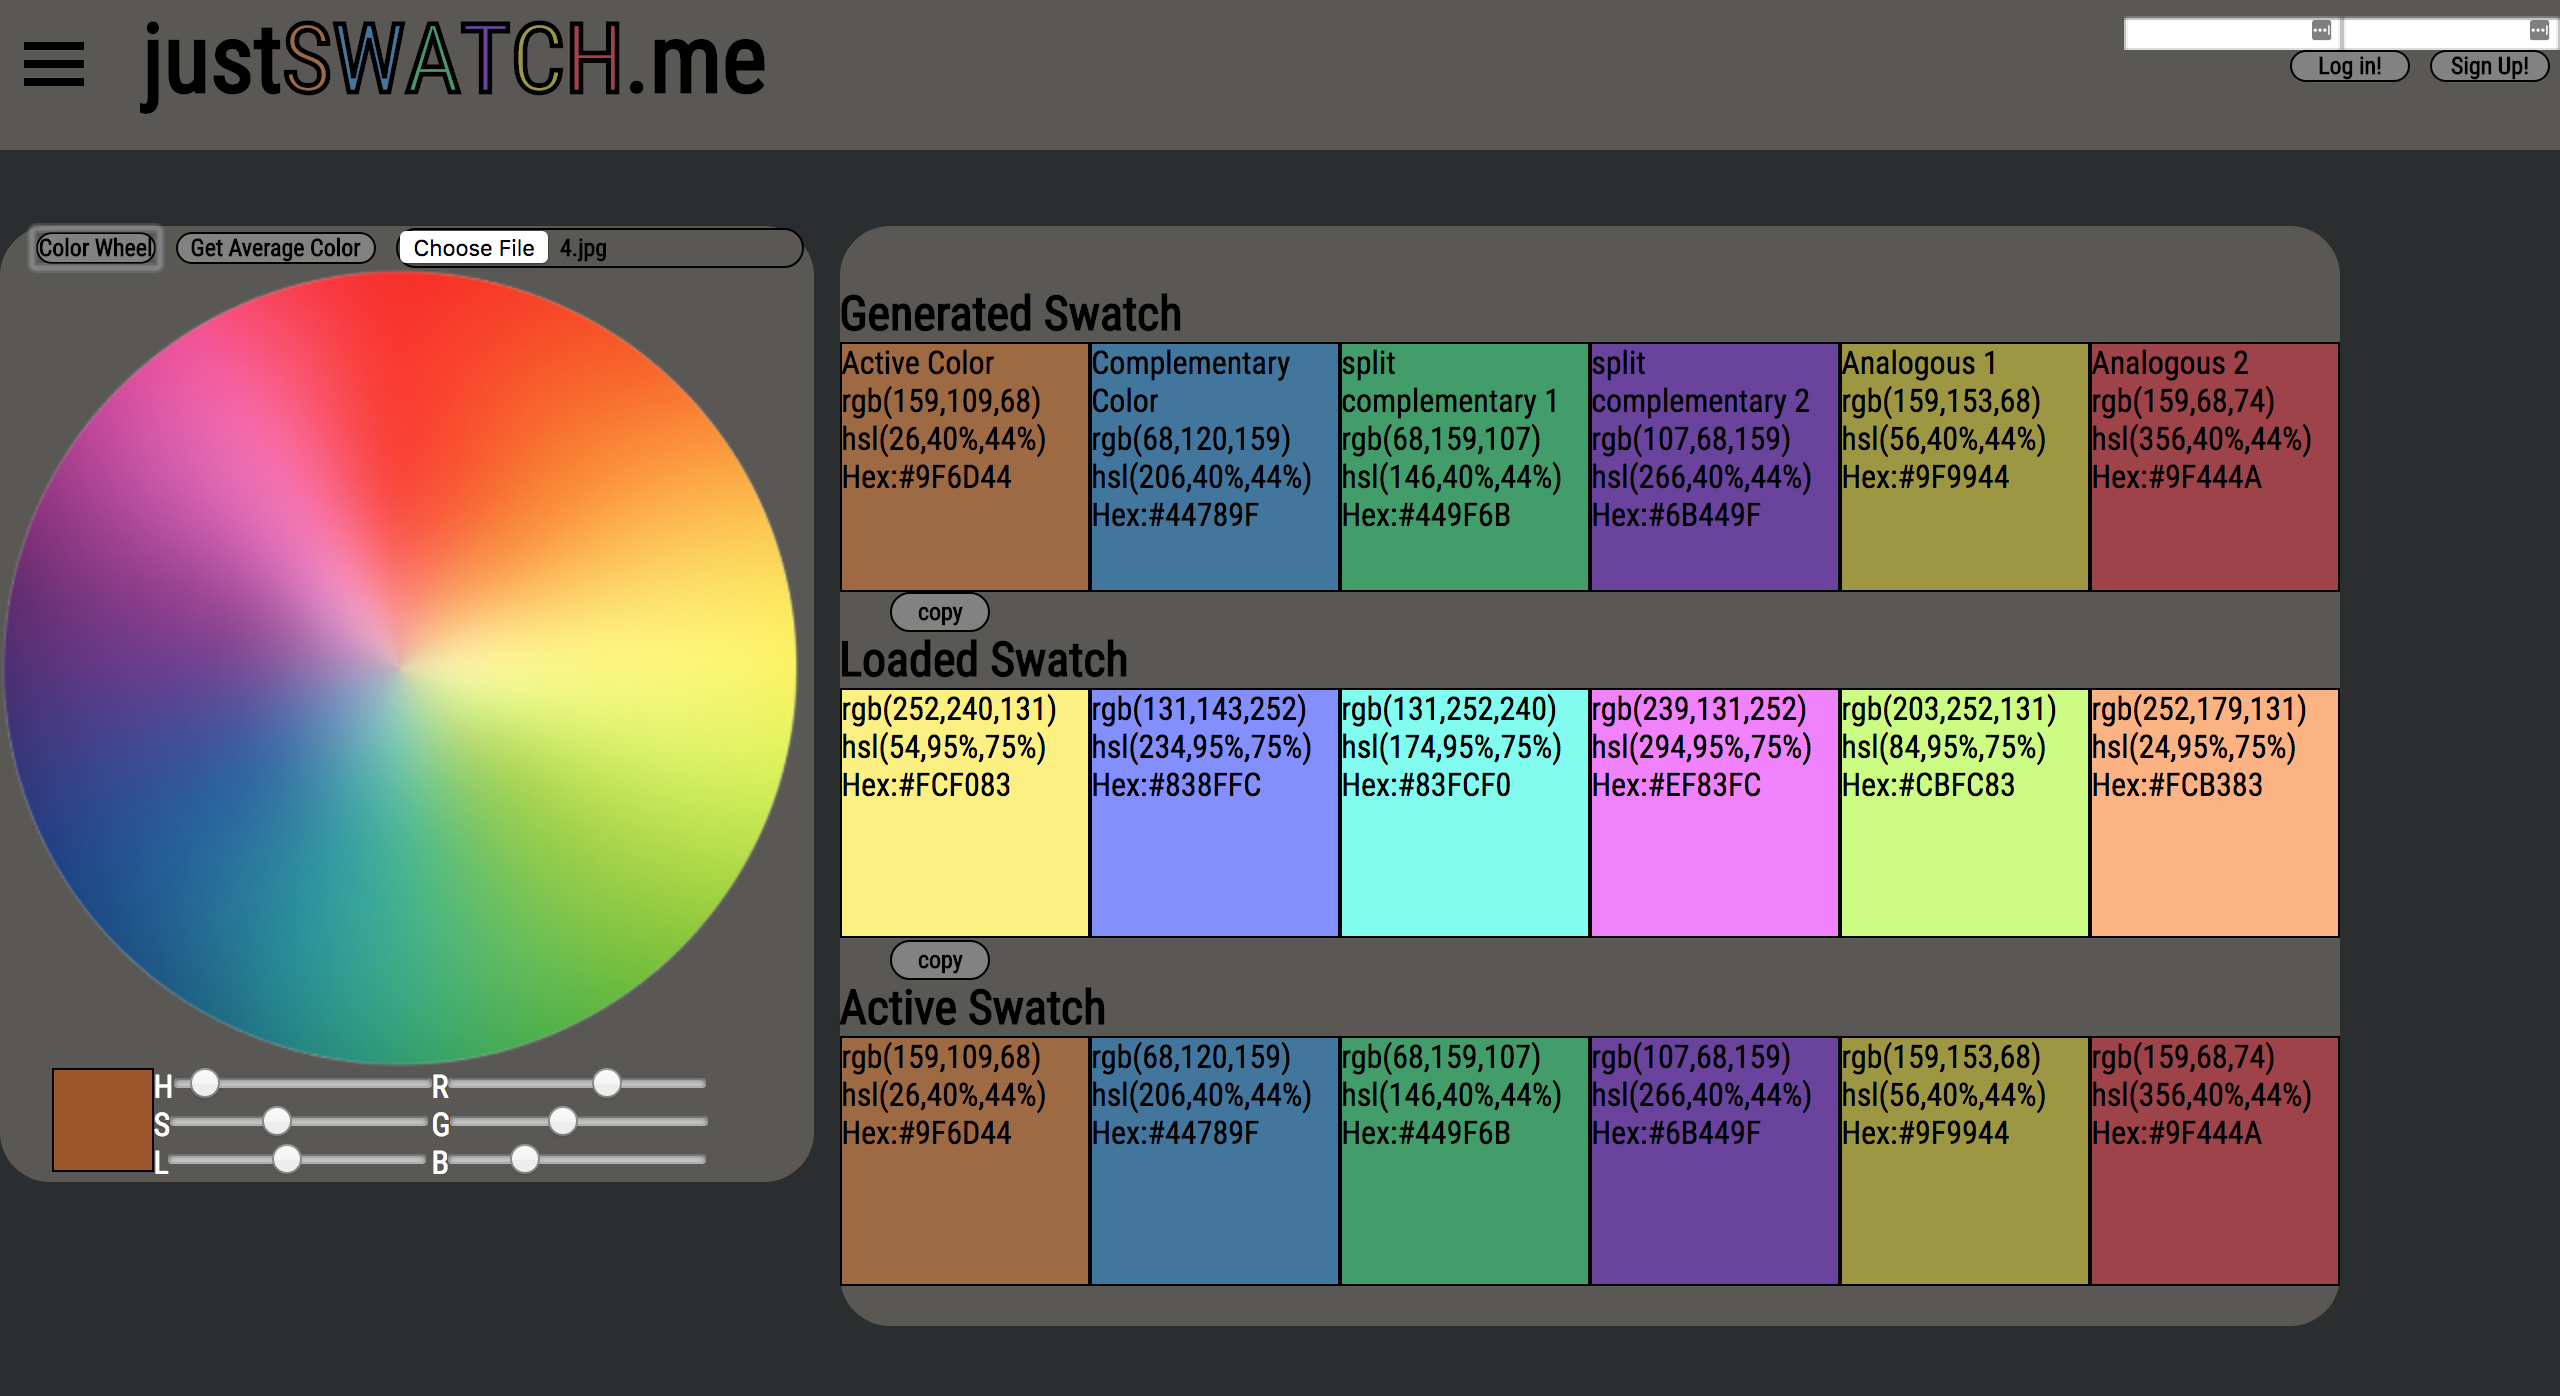 justSWATCH.me
Log in! Sign Up!
Color Wheel Get Average Color Choose File 4.jpg
H R
S G
L B
Generated Swatch
Active Color
rgb(159,109,68)
hsl(26,40%,44%)
Hex:#9F6D44
Complementary
Color
rgb(68,120,159)
hsl(206,40%,44%)
Hex:#44789F
split
complementary 1
rgb(68,159,107)
hsl(146,40%,44%)
Hex:#449F6B
split
complementary 2
rgb(107,68,159)
hsl(266,40%,44%)
Hex:#6B449F
Analogous 1
rgb(159,153,68)
hsl(56,40%,44%)
Hex:#9F9944
Analogous 2
rgb(159,68,74)
hsl(356,40%,44%)
Hex:#9F444A
copy
Loaded Swatch
rgb(252,240,131)
hsl(54,95%,75%)
Hex:#FCF083
rgb(131,143,252)
hsl(234,95%,75%)
Hex:#838FFC
rgb(131,252,240)
hsl(174,95%,75%)
Hex:#83FCF0
rgb(239,131,252)
hsl(294,95%,75%)
Hex:#EF83FC
rgb(203,252,131)
hsl(84,95%,75%)
Hex:#CBFC83
rgb(252,179,131)
hsl(24,95%,75%)
Hex:#FCB383
copy
Active Swatch
rgb(159,109,68)
hsl(26,40%,44%)
Hex:#9F6D44
rgb(68,120,159)
hsl(206,40%,44%)
Hex:#44789F
rgb(68,159,107)
hsl(146,40%,44%)
Hex:#449F6B
rgb(107,68,159)
hsl(266,40%,44%)
Hex:#6B449F
rgb(159,153,68)
hsl(56,40%,44%)
Hex:#9F9944
rgb(159,68,74)
hsl(356,40%,44%)
Hex:#9F444A